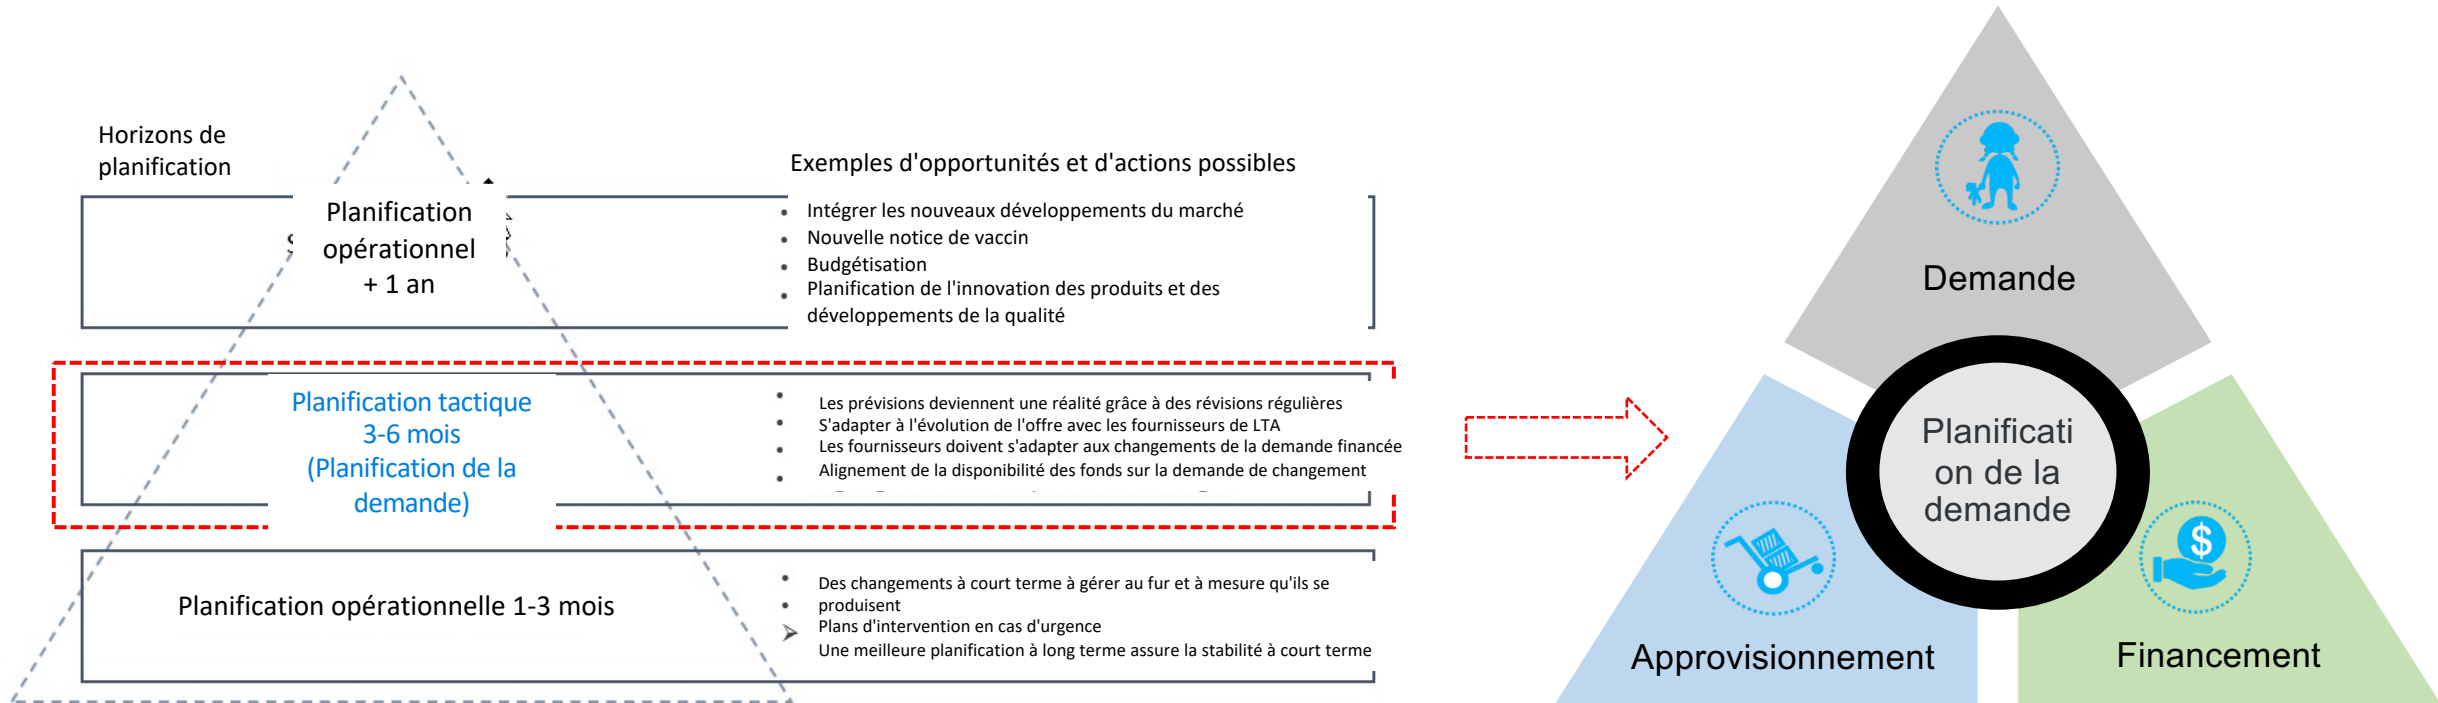 Horizons de
planification
Exemples d'opportunités et d'actions possibles
Planification
opérationnel
+ 1 an
Intégrer les nouveaux développements du marché
Nouvelle notice de vaccin
Budgétisation
Planification de l'innovation des produits et des
développements de la qualité
Planification tactique
3-6 mois
(Planification de la
demande)
Les prévisions deviennent une réalité grâce à des révisions régulières
S'adapter à l'évolution de l'offre avec les fournisseurs de LTA
Les fournisseurs doivent s'adapter aux changements de la demande financée
Alignement de la disponibilité des fonds sur la demande de changement
Planification opérationnelle 1-3 mois
Des changements à court terme à gérer au fur et à mesure qu'ils se
produisent
Plans d'intervention en cas d'urgence
Une meilleure planification à long terme assure la stabilité à court terme
Demande
Planificati
on de la
demande
$
Approvisionnement
Financement